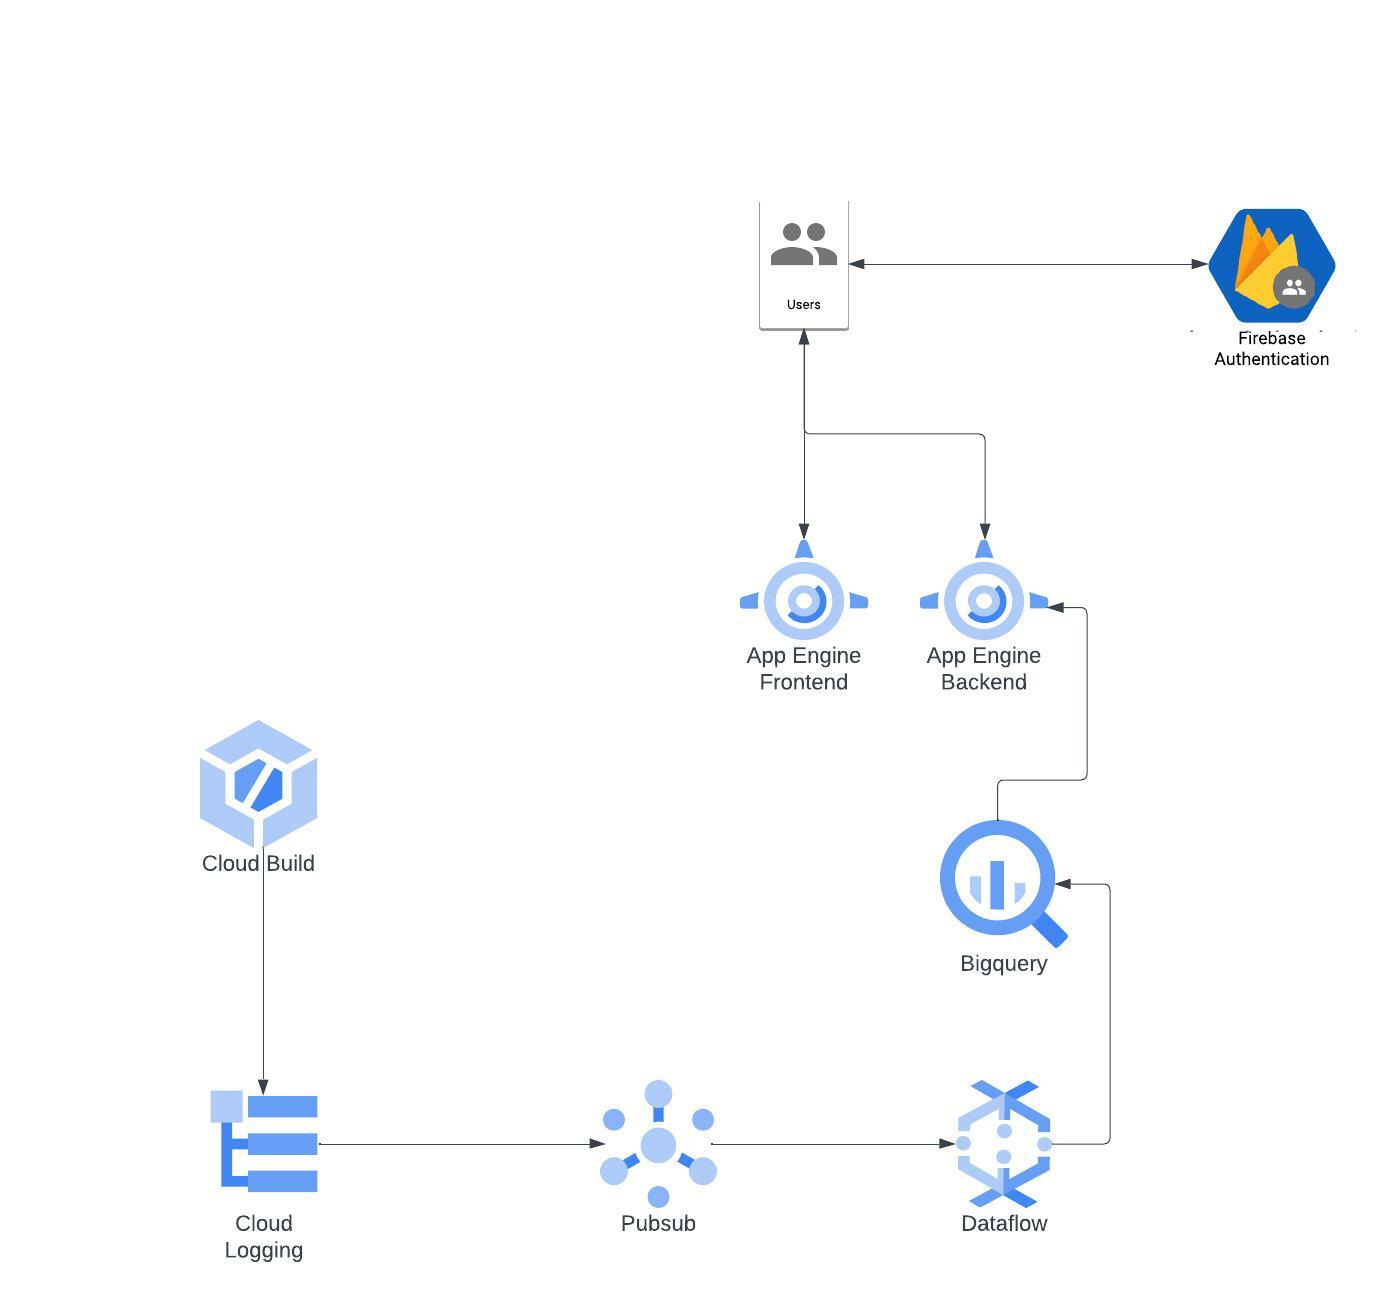 Users
Firebase
Authentication
App Engine
Frontend
App Engine
Backend
Cloud Build
Bigquery
Cloud
Logging
Pubsub
Dataflow